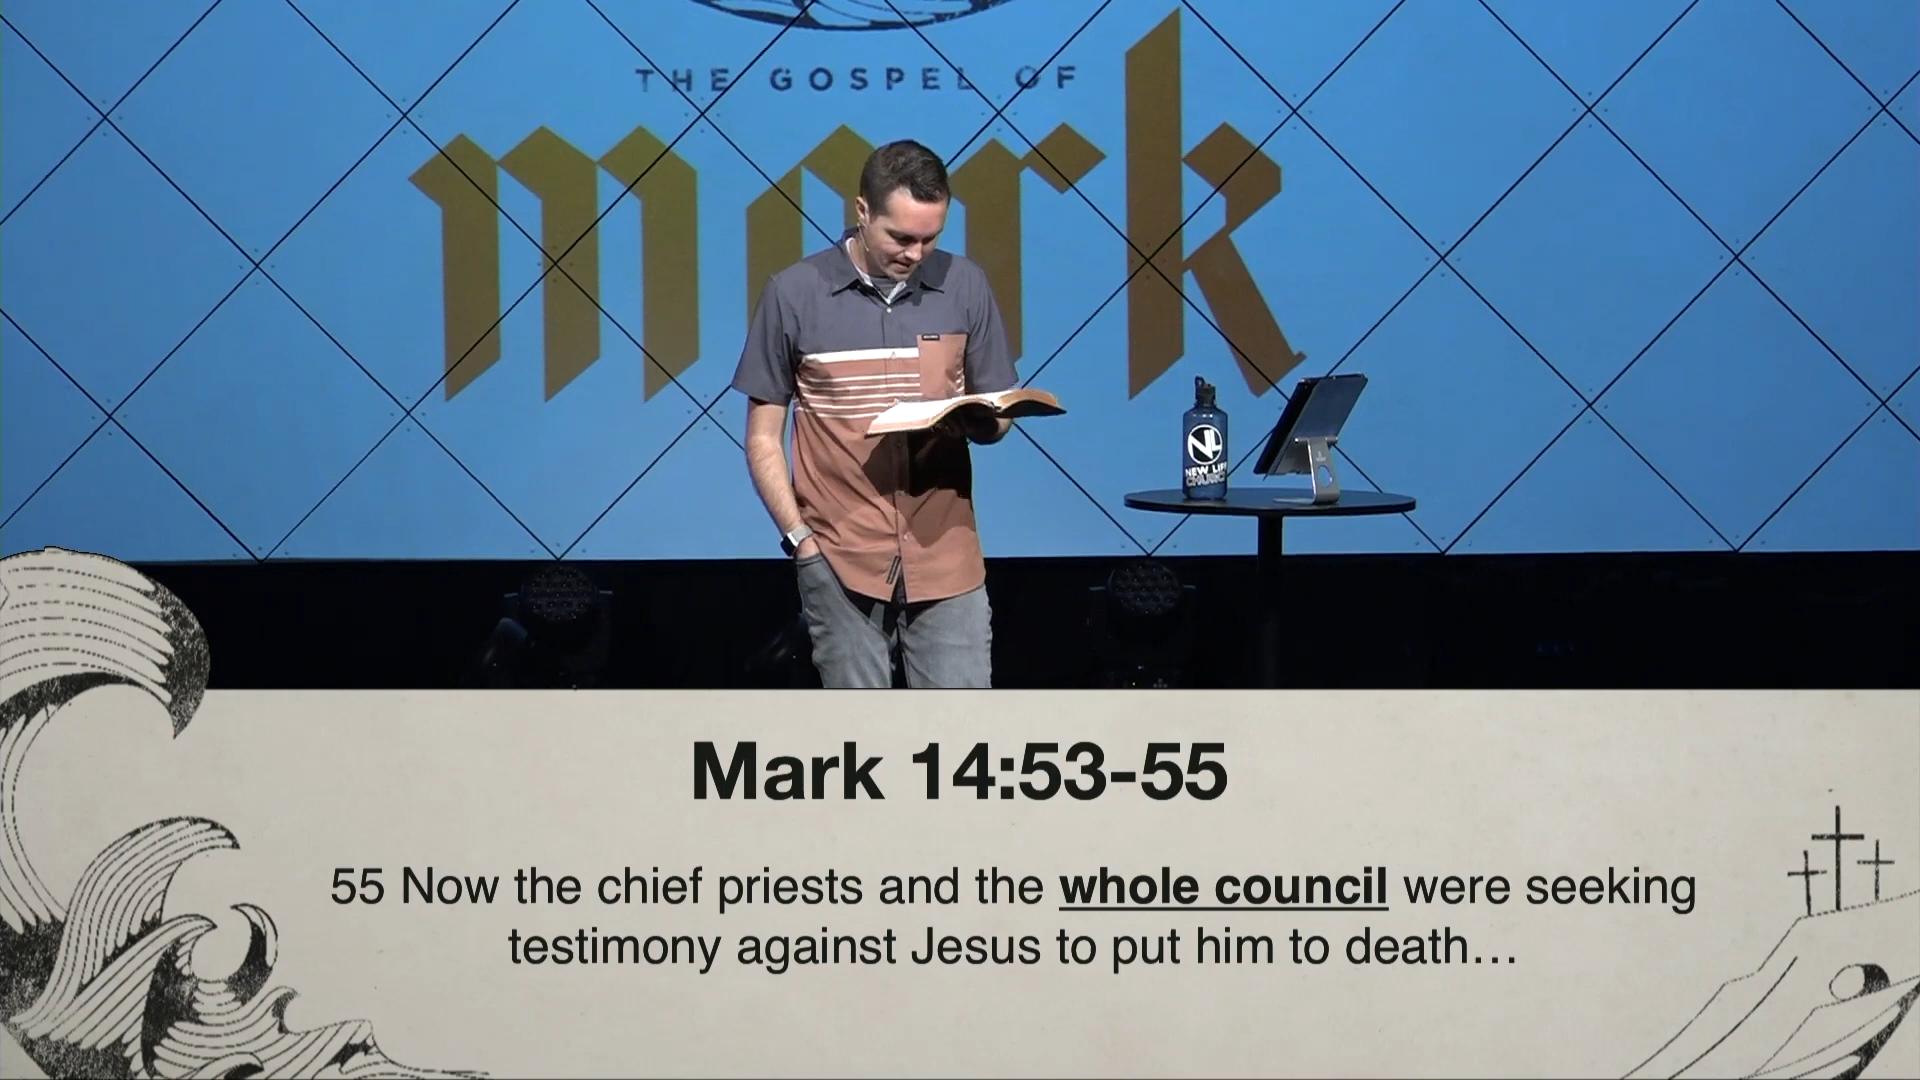 THE GOSPEL OF
mark
NL
NEW LIFE
CHURCH
Mark 14:53-55
55 Now the chief priests and the whole council were seeking
testimony against Jesus to put him to death…